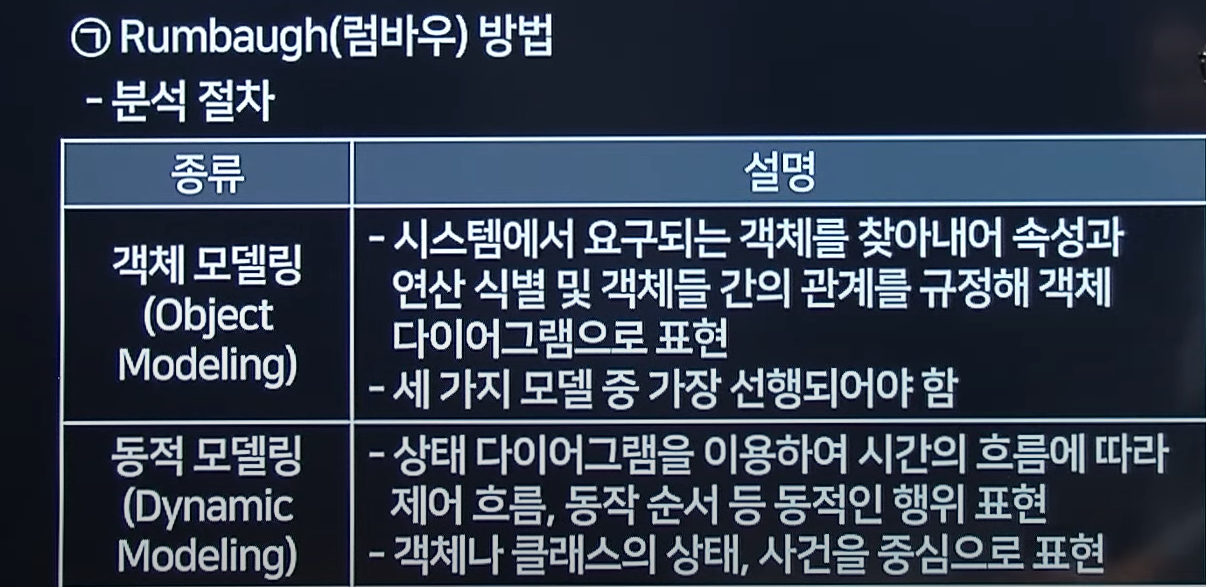 ㉠ Rumbaugh(럼바우) 방법
- 분석 절차
종류
설명
객체 모델링
(Object
Modeling)
- 시스템에서 요구되는 객체를 찾아내어 속성과
연산 식별 및 객체들 간의 관계를 규정해 객체
다이어그램으로 표현
- 세 가지 모델 중 가장 선행되어야 함
동적 모델링
(Dynamic
Modeling)
- 상태 다이어그램을 이용하여 시간의 흐름에 따라
제어 흐름, 동작 순서 등 동적인 행위 표현
- 객체나 클래스의 상태, 사건을 중심으로 표현